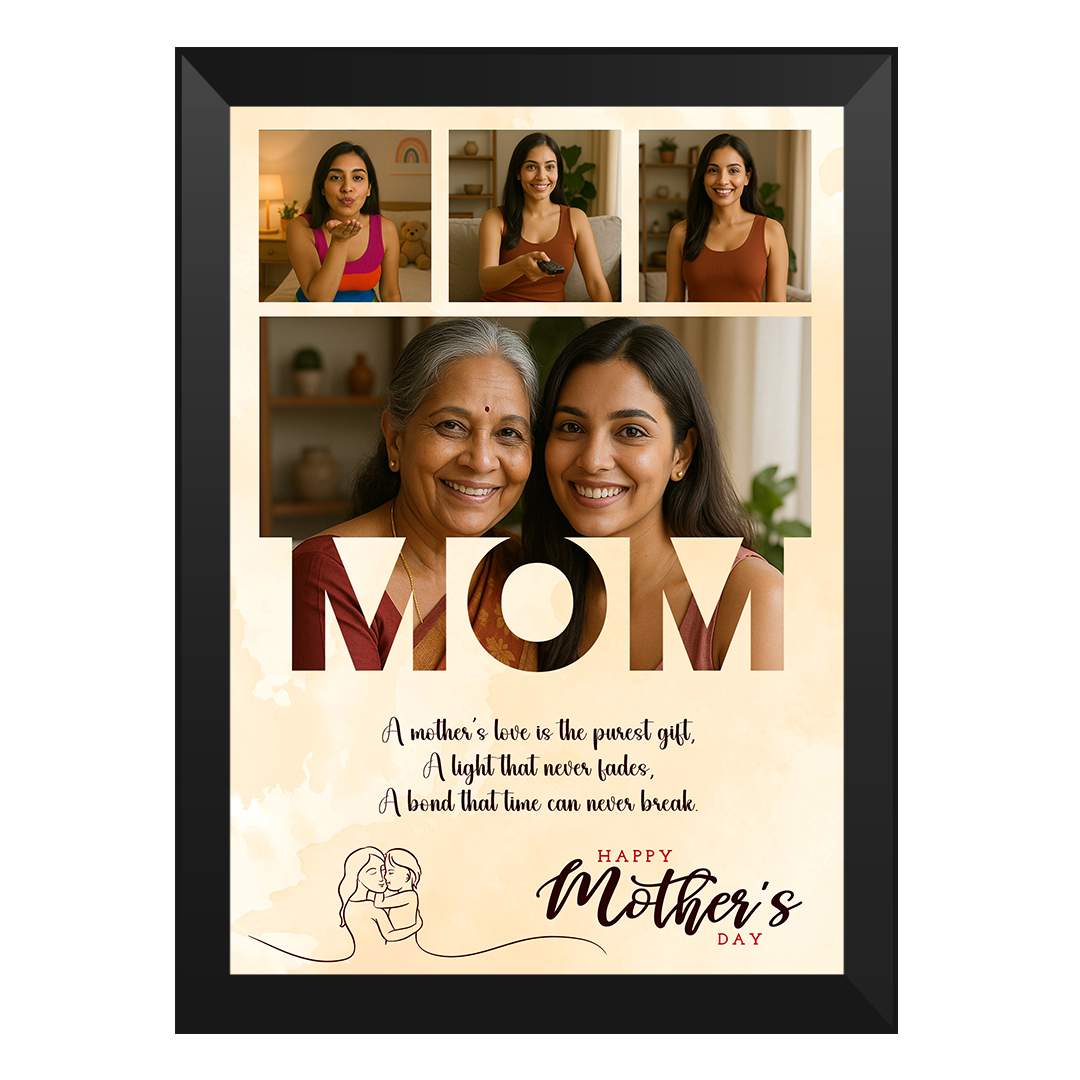 MOM
A mother's love is the purest gift,
A light that never fades,
A bond that time can never break.
HAPPY
Mother's
DAY